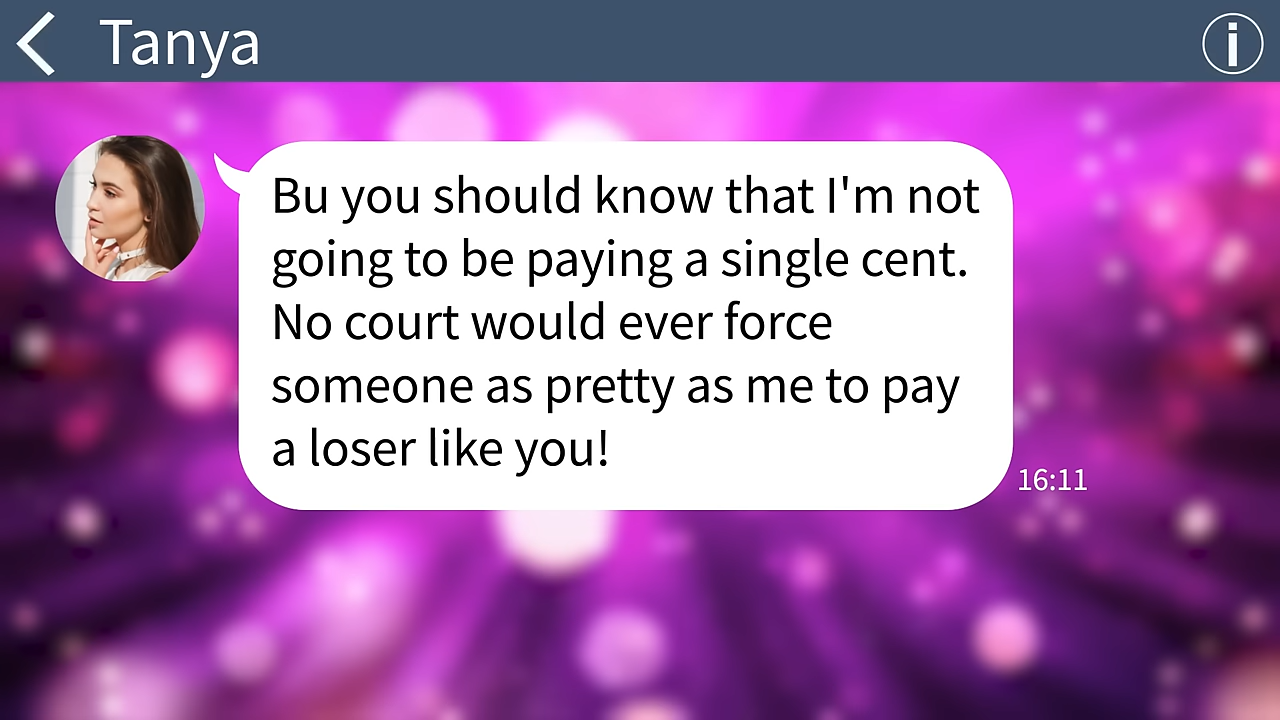 Tanya
Bu you should know that I'm not
going to be paying a single cent.
No court would ever force
someone as pretty as me to pay
a loser like you!
16:11